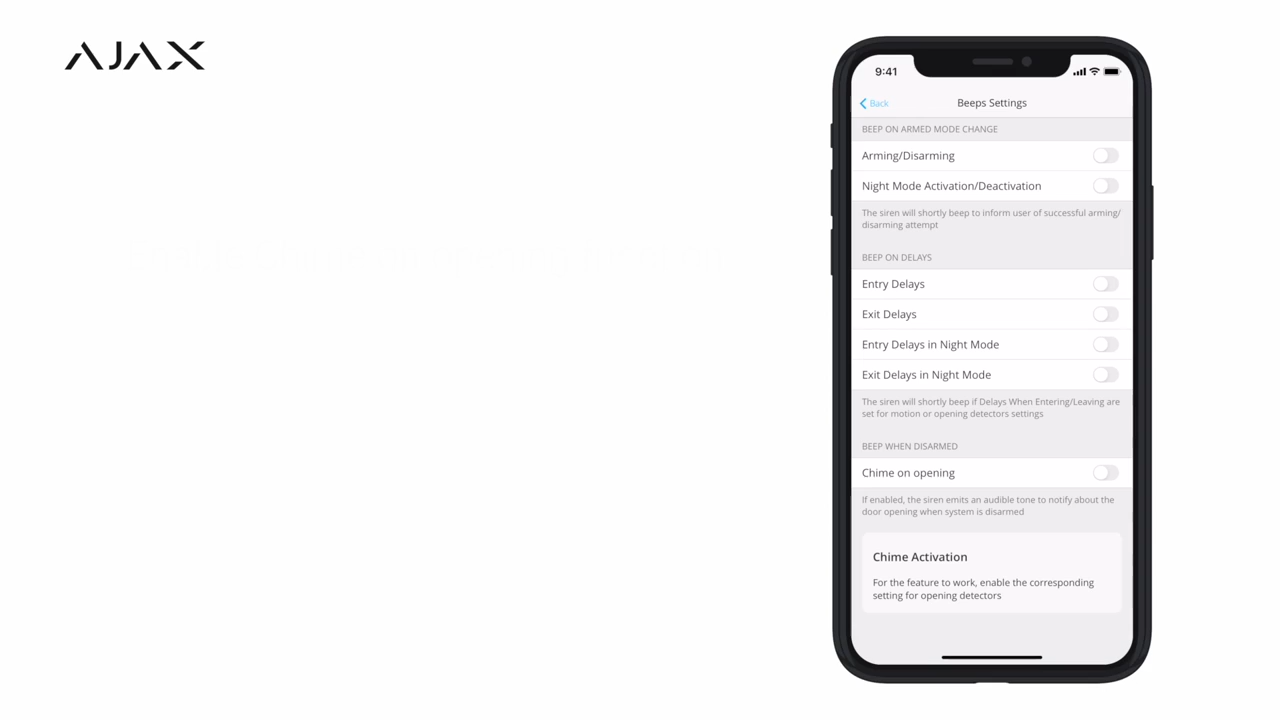 AJAX
9:41
Back
Beeps Settings
BEEP ON ARMED MODE CHANGE
Arming/Disarming
Night Mode Activation/Deactivation
The siren will shortly beep to inform user of successful arming/
disarming attempt
BEEP ON DELAYS
Entry Delays
Exit Delays
Entry Delays in Night Mode
Exit Delays in Night Mode
The siren will shortly beep if Delays When Entering/Leaving are
set for motion or opening detectors settings
BEEP WHEN DISARMED
Chime on opening
If enabled, the siren emits an audible tone to notify about the
door opening when system is disarmed
Chime Activation
For the feature to work, enable the corresponding
setting for opening detectors